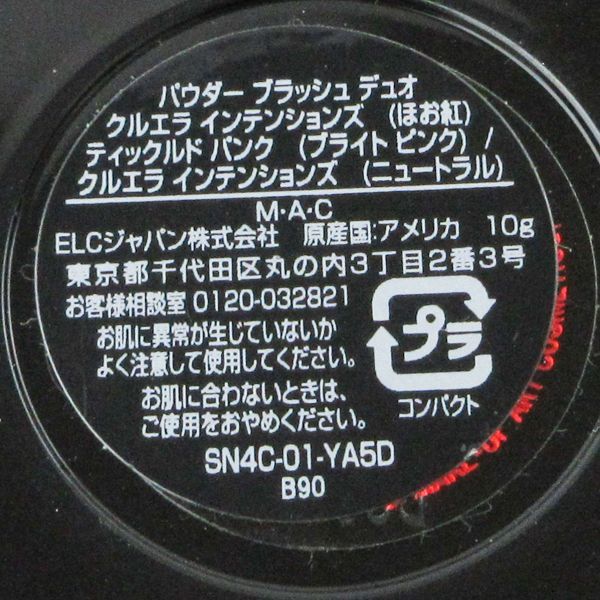 パウダー ブラッシュ デュオ
クルエラ インテンションズ （ほお紅）
ティックルド パンク （ブライト ピンク） /
クルエラ インテンションズ （ニュートラル）
M・A・C
ELCジャパン株式会社 原産国:アメリカ 10g
東京都千代田区丸の内3丁目2番3号
お客様相談室 0120-032821
お肌に異常が生じていないか
よく注意して使用してください。
お肌に合わないときは、
ご使用をおやめください。
プラ
コンパクト
SN4C-01-YA5D
B90